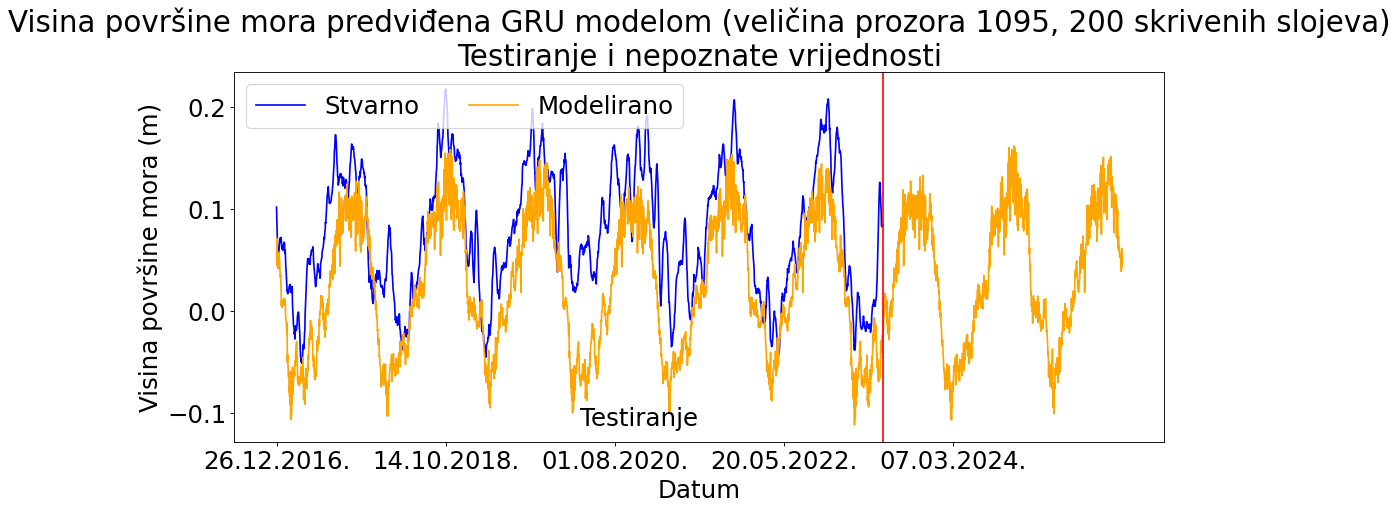 Visina površine mora predviđena GRU modelom (veličina prozora 1095, 200 skrivenih slojeva)
Testiranje i nepoznate vrijednosti
Stvarno Modelirano
Visina površine mora (m)
0.2
0.1
0.0
−0.1
Testiranje
26.12.2016. 14.10.2018. 01.08.2020. 20.05.2022. 07.03.2024.
Datum